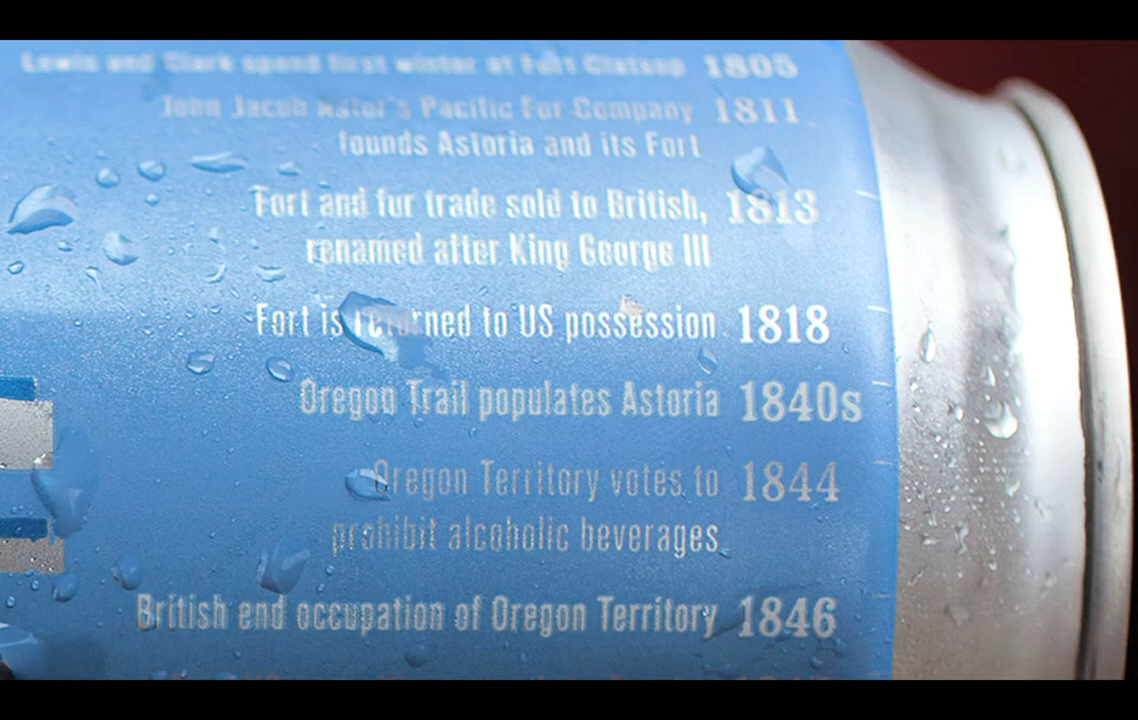 Lewis and Clark spend first winter at Fort Clatsop 1805
John Jacob Astor's Pacific Fur Company 1811
founds Astoria and its Fort
Fort and fur trade sold to British, 1813
renamed after King George III
Fort is returned to US possession 1818
Oregon Trail populates Astoria 1840s
Oregon Territory votes to 1844
prohibit alcoholic beverages
British end occupation of Oregon Territory 1846